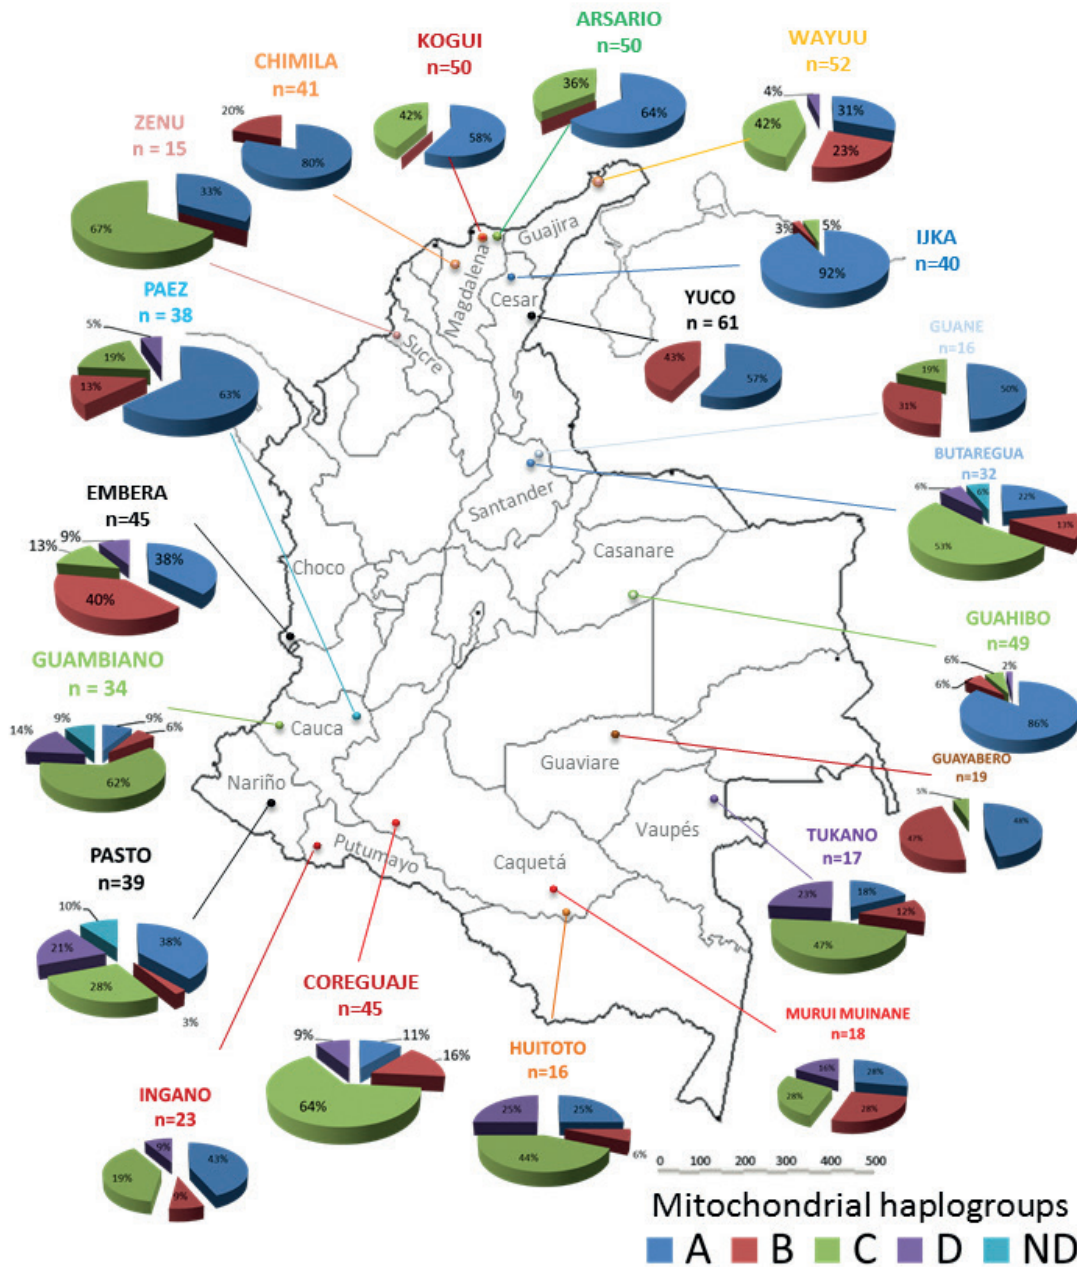 ARSARIO
n=50
KOGUI
n=50
WAYUU
n=52
CHIMILA
n=41
ZENU
n = 15
36%
64%
42%
58%
4%
31%
42%
23%
20%
80%
33%
67%
Guajira
Magdalena
Cesar
Sucre
3%
5%
92%
IJKA
n=40
PAEZ
n = 38
5%
19%
13%
63%
YUCO
n = 61
43%
57%
GUANE
n=16
19%
50%
31%
BUTAREGUA
n=32
6%
6%
22%
13%
53%
Santander
EMBERA
n=45
9%
13%
38%
40%
Choco
Casanare
GUAHIBO
n=49
6%
2%
6%
86%
GUAMBIANO
n = 34
9%
9%
14%
6%
62%
Cauca
Nariño
Guaviare
GUAYABERO
n=19
5%
48%
47%
Vaupés
Putumayo
Caquetá
TUKANO
n=17
23%
18%
12%
47%
PASTO
n=39
10%
38%
21%
28%
3%
COREGUAJE
n=45
9%
11%
16%
64%
HUITOTO
n=16
25%
25%
6%
44%
MURUI MUINANE
n=18
16%
28%
28%
28%
INGANO
n=23
9%
43%
19%
9%
0 100 200 300 400 500
Mitochondrial haplogroups
A B C D ND